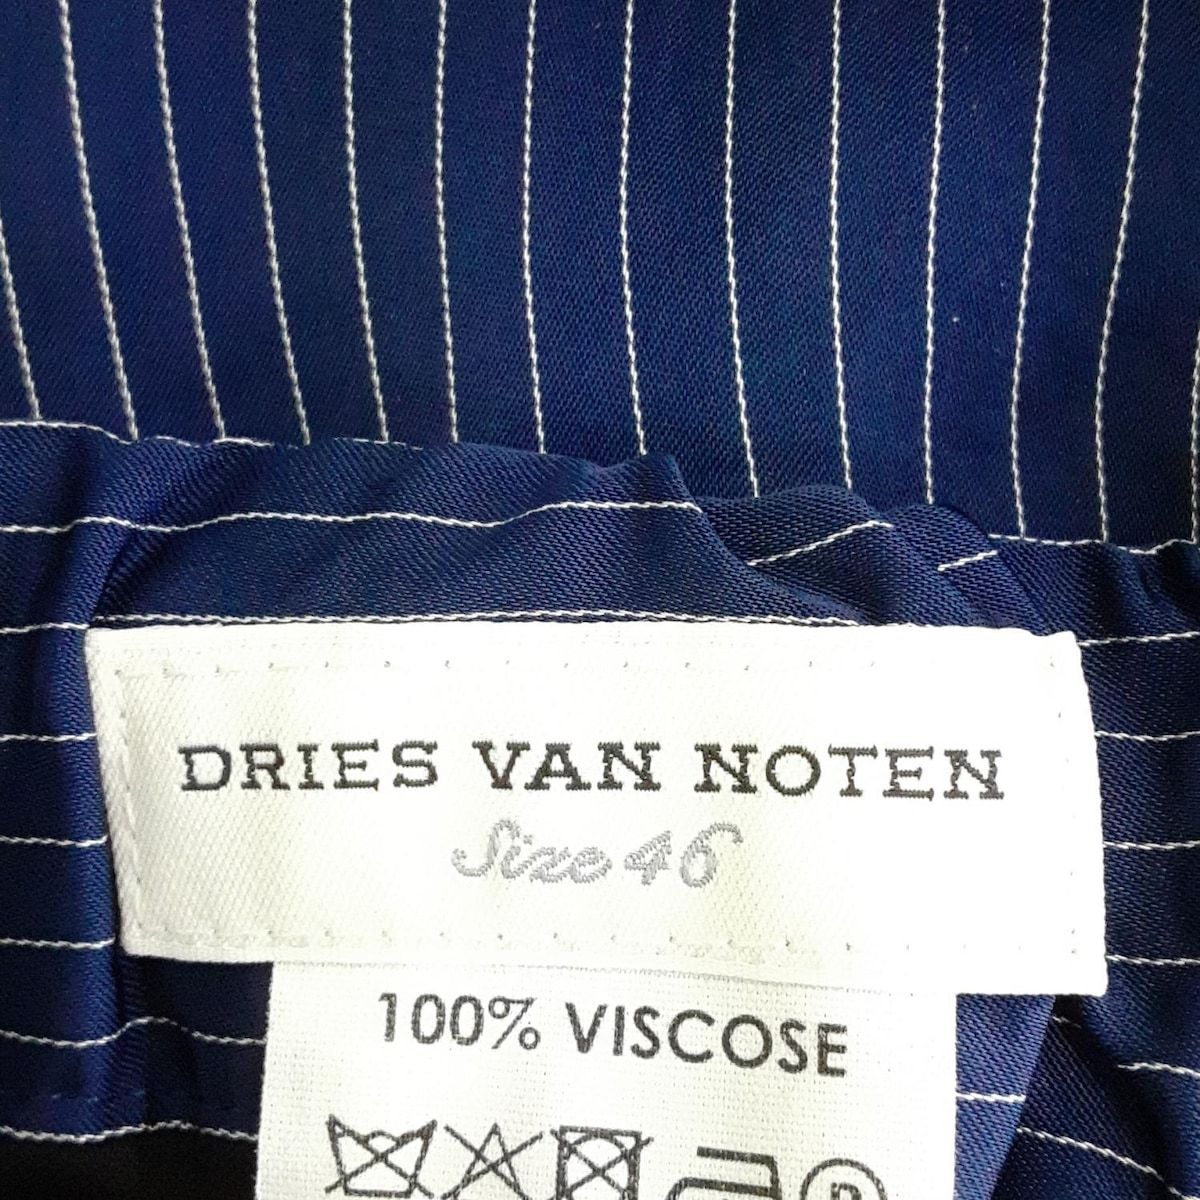 DRIES VAN NOTEN
Size 46
100% VISCOSE
P